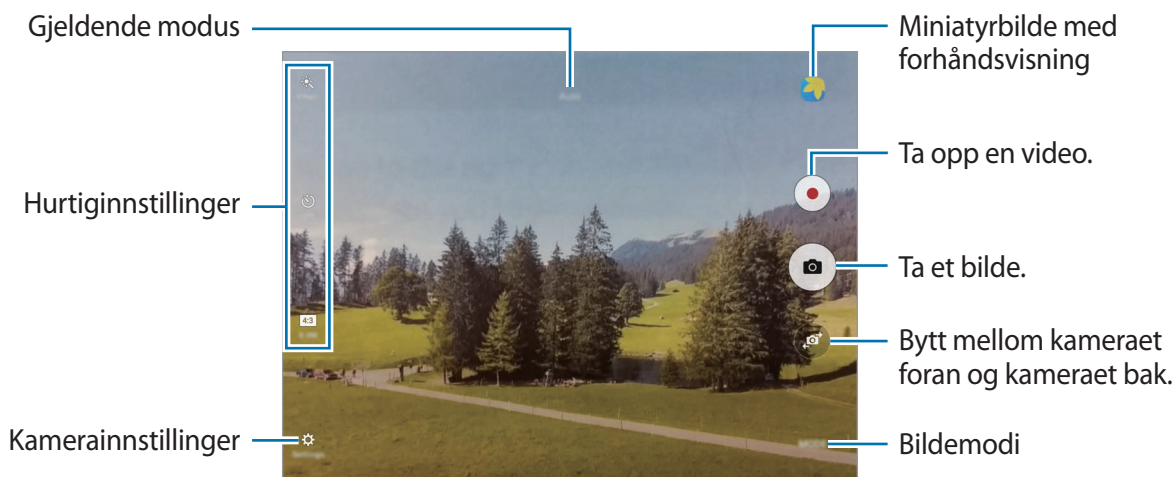 Gjeldende modus
Miniatyrbilde med
forhåndsvisning
Ta opp en video.
Hurtiginnstillinger
Ta et bilde.
4:3
Bytt mellom kameraet
foran og kameraet bak.
Kamerainnstillinger
Bildemodi